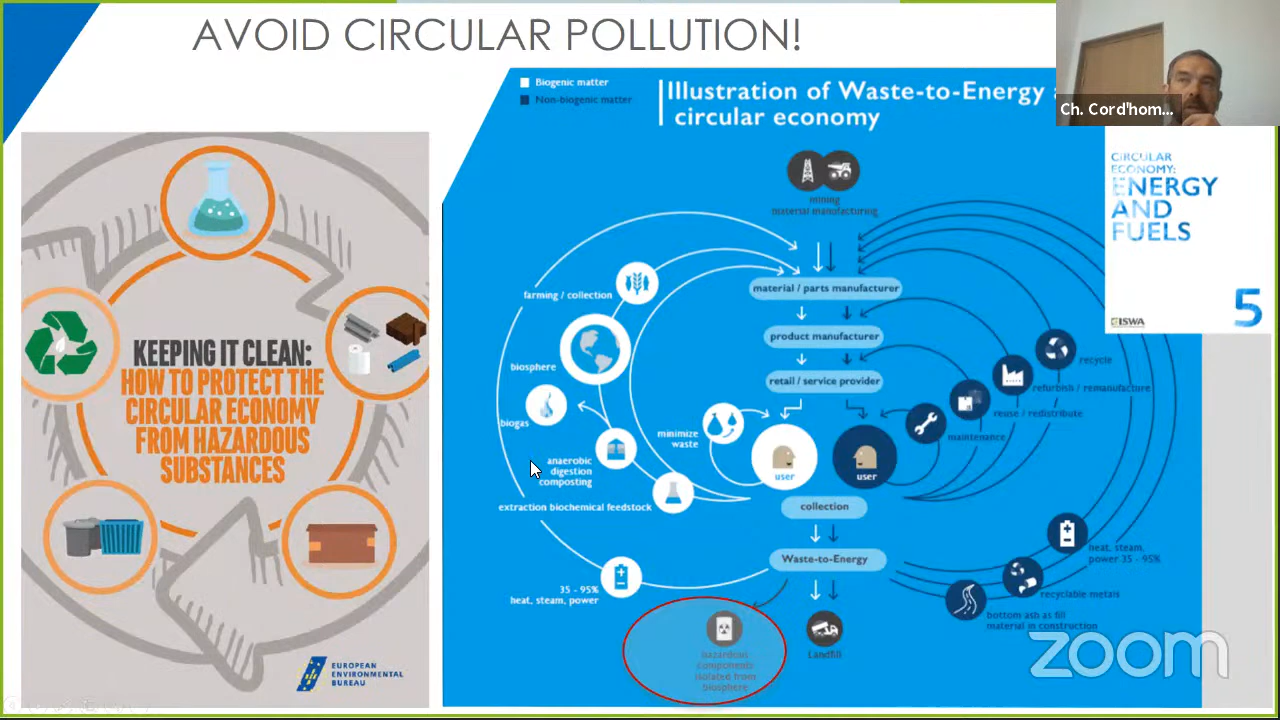 AVOID CIRCULAR POLLUTION!
Ch. Cord'hom...
KEEPING IT CLEAN:
HOW TO PROTECT THE
CIRCULAR ECONOMY
FROM HAZARDOUS
SUBSTANCES
EUROPEAN
ENVIRONMENTAL
BUREAU
Biogenic matter
Non-biogenic matter
Illustration of Waste-to-Energy
circular economy
mining
material manufacturing
material / parts manufacturer
product manufacturer
retail / service provider
farming / collection
biosphere
biogas
anaerobic
digestion
composting
extraction biochemical feedstock
minimize
waste
user
user
recycle
refurbish / remanufacture
reuse / redistribute
maintenance
collection
Waste-to-Energy
35 - 95%
heat, steam, power
hazardous
components
isolated from
biosphere
Landfill
heat, steam,
power 35 - 95%
recyclable metals
bottom ash as fill
material in construction
CIRCULAR
ECONOMY:
ENERGY
AND
FUELS
ISWA
5
zoom